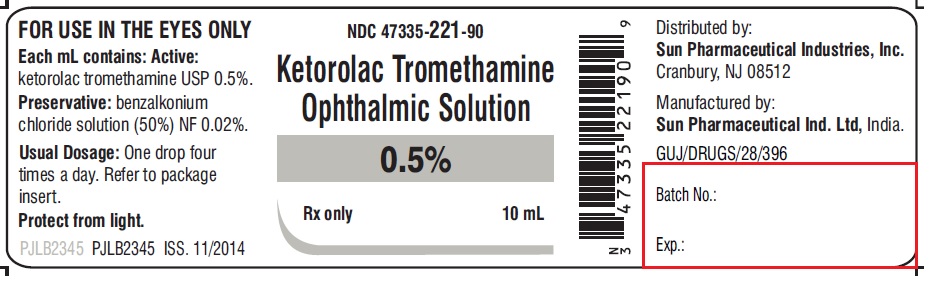 FOR USE IN THE EYES ONLY
Each mL contains: Active:
ketorolac tromethamine USP 0.5%.
Preservative: benzalkonium
chloride solution (50%) NF 0.02%.
Usual Dosage: One drop four
times a day. Refer to package
insert.
Protect from light.
PJLB2345 PJLB2345 ISS. 11/2014
NDC 47335-221-90
Ketorolac Tromethamine
Ophthalmic Solution
0.5%
Rx only 10 mL
N
3 47335 22190 9
Distributed by:
Sun Pharmaceutical Industries, Inc.
Cranbury, NJ 08512
Manufactured by:
Sun Pharmaceutical Ind. Ltd, India.
GUJ/DRUGS/28/396
Batch No.:
Exp.: